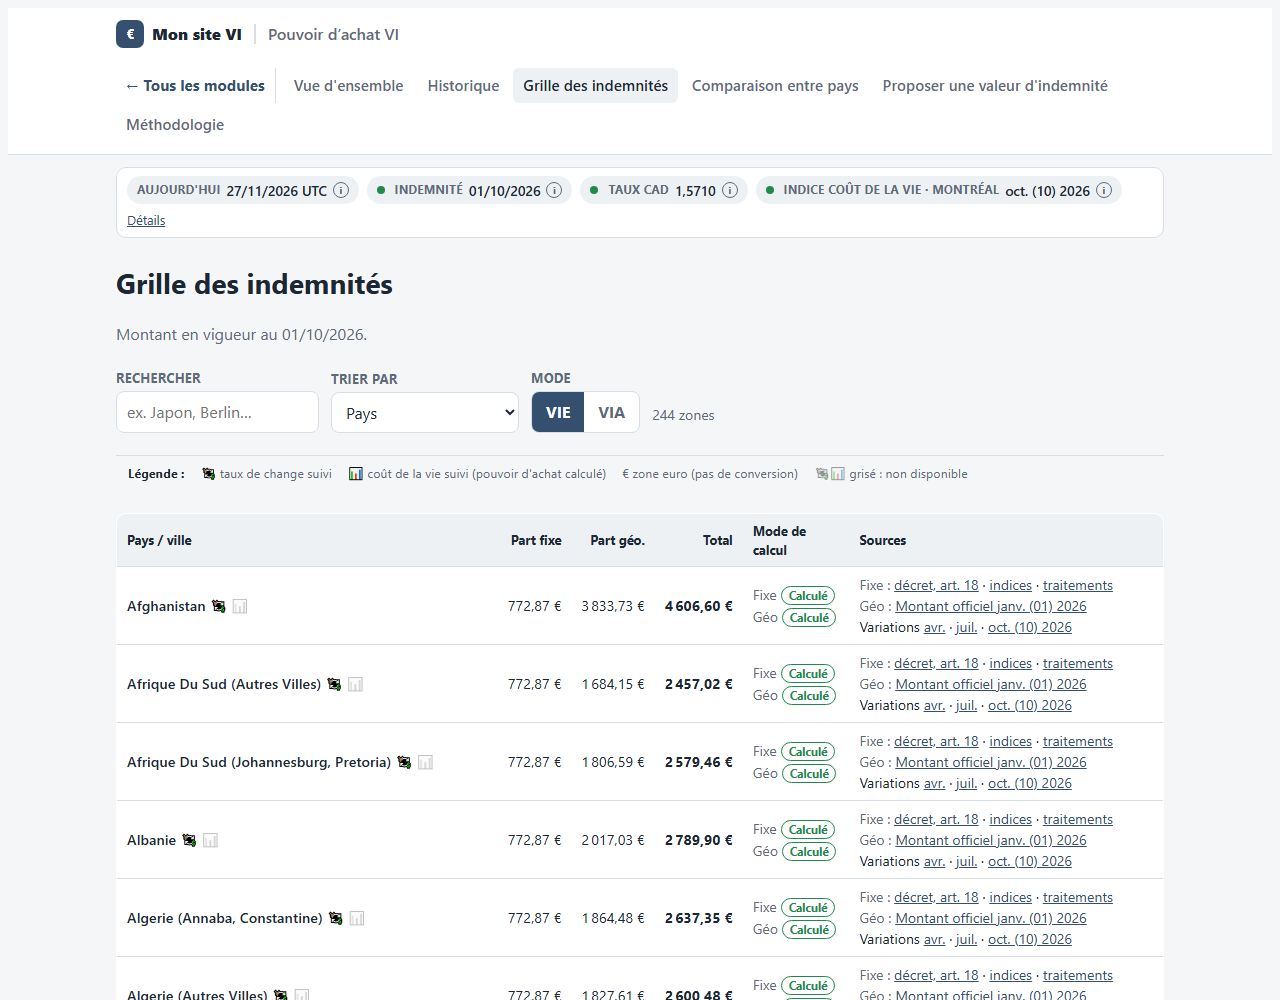 € Mon site VI Pouvoir d’achat VI
← Tous les modules Vue d'ensemble Historique Grille des indemnités Comparaison entre pays Proposer une valeur d'indemnité
Méthodologie
AUJOURD'HUI 27/11/2026 UTC i INDEMNITÉ 01/10/2026 i TAUX CAD 1,5710 i INDICE COÛT DE LA VIE · MONTRÉAL oct. (10) 2026 i
Détails
Grille des indemnités
Montant en vigueur au 01/10/2026.
RECHERCHER TRIER PAR MODE
ex. Japon, Berlin... Pays VIE VIA 244 zones
Légende : taux de change suivi coût de la vie suivi (pouvoir d'achat calculé) € zone euro (pas de conversion) grisé : non disponible
Pays / ville Part fixe Part géo. Total Mode de calcul Sources
Afghanistan 772,87 € 3 833,73 € 4 606,60 € Fixe Calculé Fixe : décret, art. 18 · indices · traitements
Géo Calculé Géo : Montant officiel janv. (01) 2026
Variations avr. · juil. · oct. (10) 2026
Afrique Du Sud (Autres Villes) 772,87 € 1 684,15 € 2 457,02 € Fixe Calculé Fixe : décret, art. 18 · indices · traitements
Géo Calculé Géo : Montant officiel janv. (01) 2026
Variations avr. · juil. · oct. (10) 2026
Afrique Du Sud (Johannesburg, Pretoria) 772,87 € 1 806,59 € 2 579,46 € Fixe Calculé Fixe : décret, art. 18 · indices · traitements
Géo Calculé Géo : Montant officiel janv. (01) 2026
Variations avr. · juil. · oct. (10) 2026
Albanie 772,87 € 2 017,03 € 2 789,90 € Fixe Calculé Fixe : décret, art. 18 · indices · traitements
Géo Calculé Géo : Montant officiel janv. (01) 2026
Variations avr. · juil. · oct. (10) 2026
Algerie (Annaba, Constantine) 772,87 € 1 864,48 € 2 637,35 € Fixe Calculé Fixe : décret, art. 18 · indices · traitements
Géo Calculé Géo : Montant officiel janv. (01) 2026
Variations avr. · juil. · oct. (10) 2026
Algerie (Autres Villes) 772,87 € 1 827,61 € 2 600,48 € Fixe Calculé Fixe : décret, art. 18 · indices · traitements
Géo : Montant officiel janv. (01) 2026